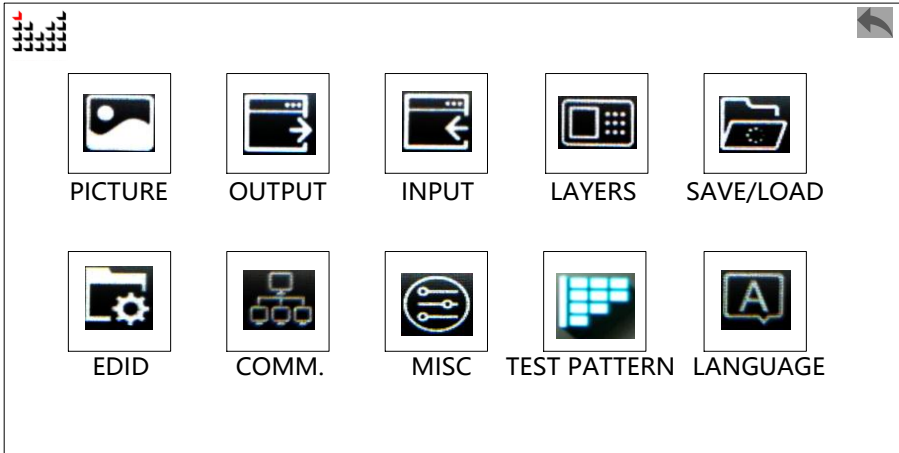 PICTURE OUTPUT INPUT LAYERS SAVE/LOAD
A
EDID COMM. MISC TEST PATTERN LANGUAGE